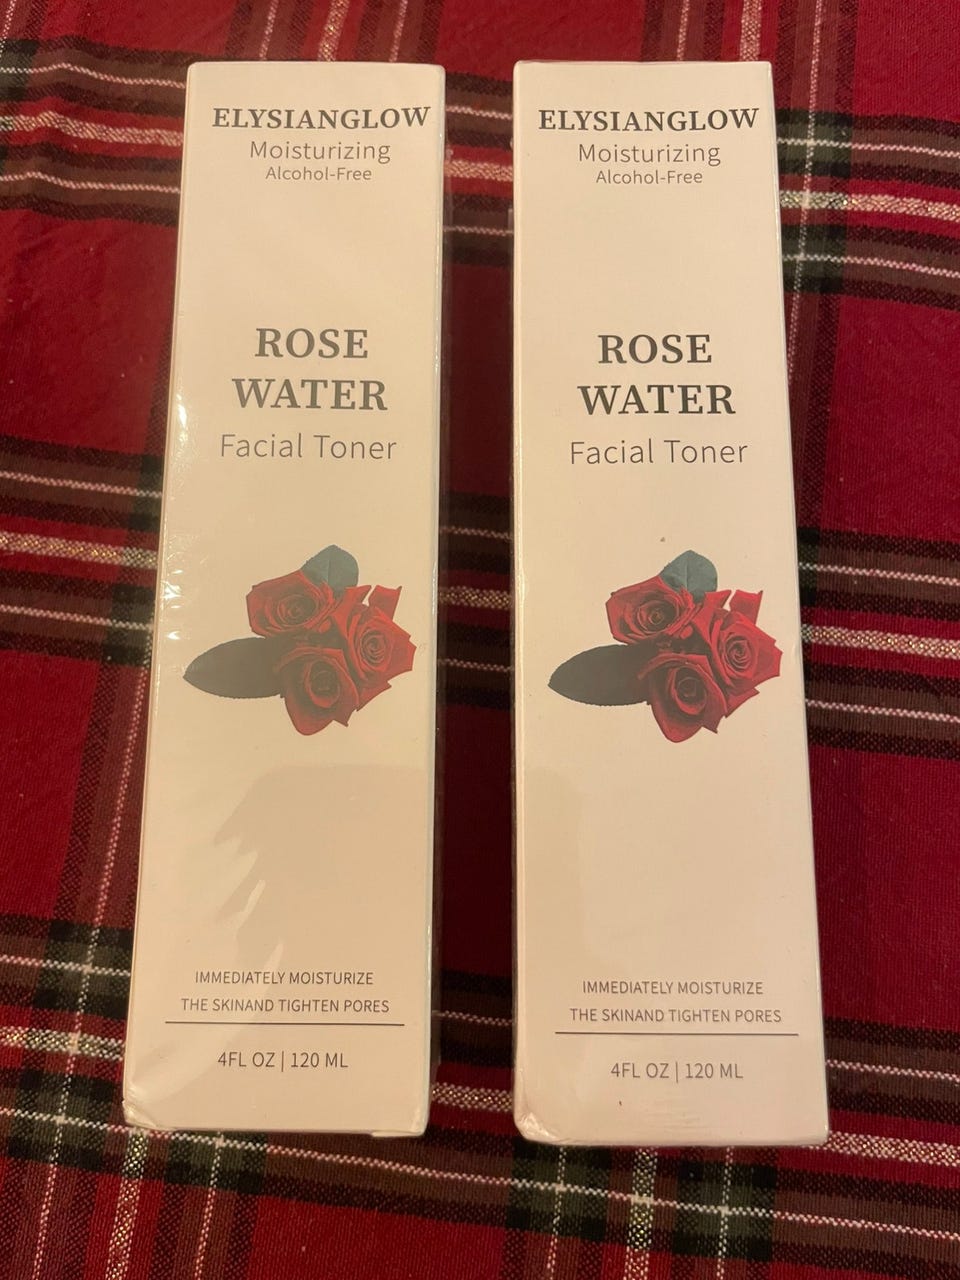 ELYSIANGLOW
Moisturizing
Alcohol-Free
ROSE
WATER
Facial Toner
IMMEDIATELY MOISTURIZE
THE SKINAND TIGHTEN PORES
4FL OZ | 120 ML
ELYSIANGLOW
Moisturizing
Alcohol-Free
ROSE
WATER
Facial Toner
IMMEDIATELY MOISTURIZE
THE SKINAND TIGHTEN PORES
4FL OZ | 120 ML